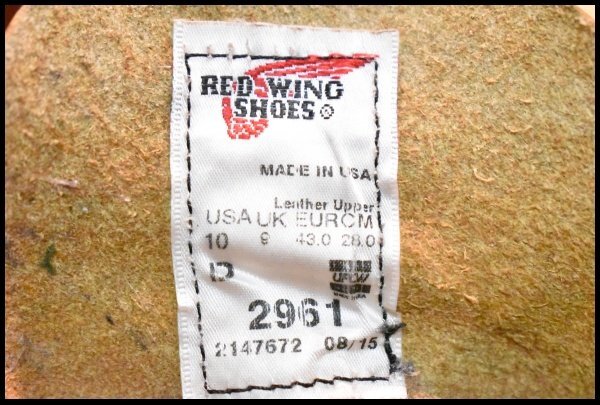 RED WING
SHOES®
MADE IN USA
Leather Upper
USA UK EUR CM
10 9 43.0 28.0
D
UFCW
2961
2147672 08/15